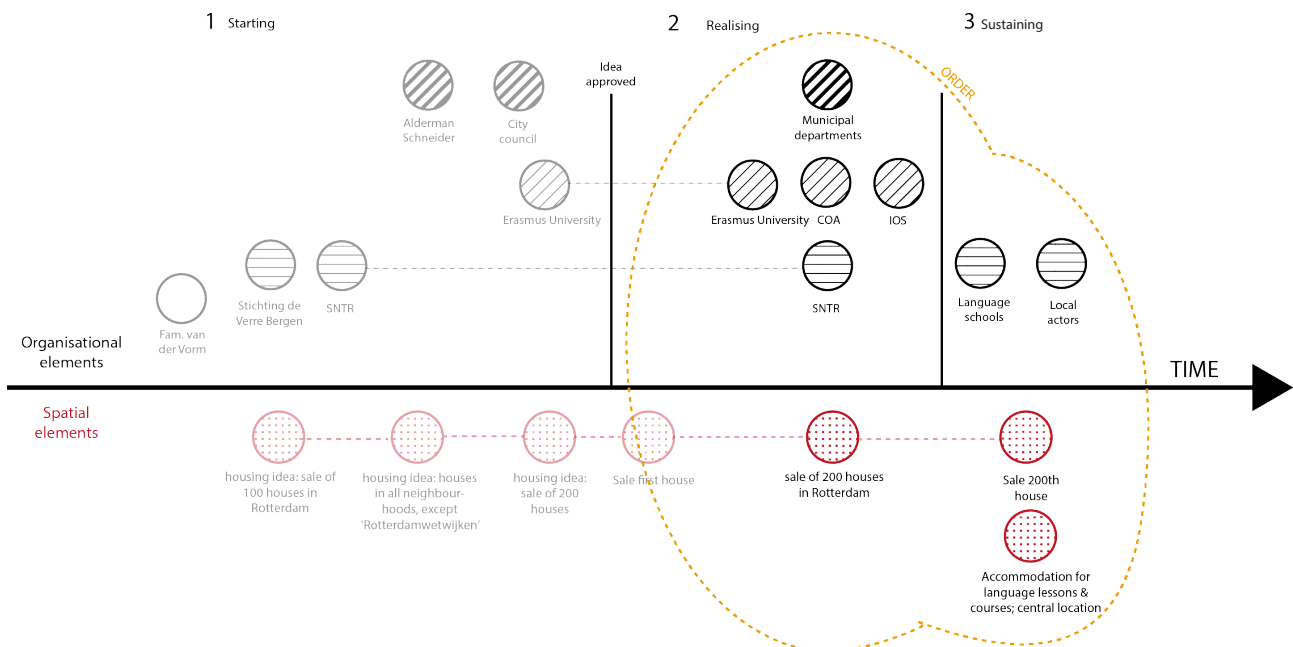 1 Starting
2 Realising
3 Sustaining
ORDER
Idea
approved
Alderman
Schneider
City
council
Municipal
departments
Erasmus University
Erasmus University
COA
IOS
Stichting de
Verre Bergen
SNTR
SNTR
Language
schools
Local
actors
Fam. van
der Vorm
Organisational
elements
TIME
Spatial
elements
housing idea: sale of
100 houses in
Rotterdam
housing idea: houses
in all neighbour-
hoods, except
‘Rotterdamwetwijken’
housing idea:
sale of 200
houses
Sale first house
sale of 200 houses
in Rotterdam
Sale 200th
house
Accommodation for
language lessons &
courses; central location